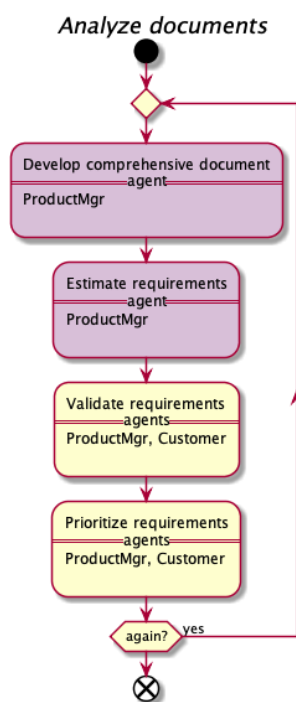 Analyze documents
Develop comprehensive document
agent
ProductMgr
Estimate requirements
agent
ProductMgr
Validate requirements
agents
ProductMgr, Customer
Prioritize requirements
agents
ProductMgr, Customer
again?
yes